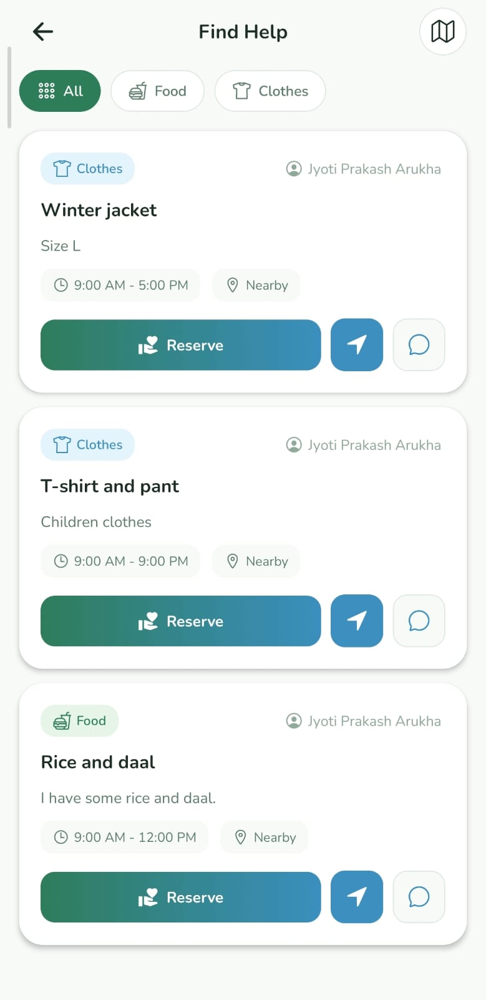 Find Help
All Food Clothes
Clothes Jyoti Prakash Arukha
Winter jacket
Size L
9:00 AM - 5:00 PM Nearby
Reserve
Clothes Jyoti Prakash Arukha
T-shirt and pant
Children clothes
9:00 AM - 9:00 PM Nearby
Reserve
Food Jyoti Prakash Arukha
Rice and daal
I have some rice and daal.
9:00 AM - 12:00 PM Nearby
Reserve